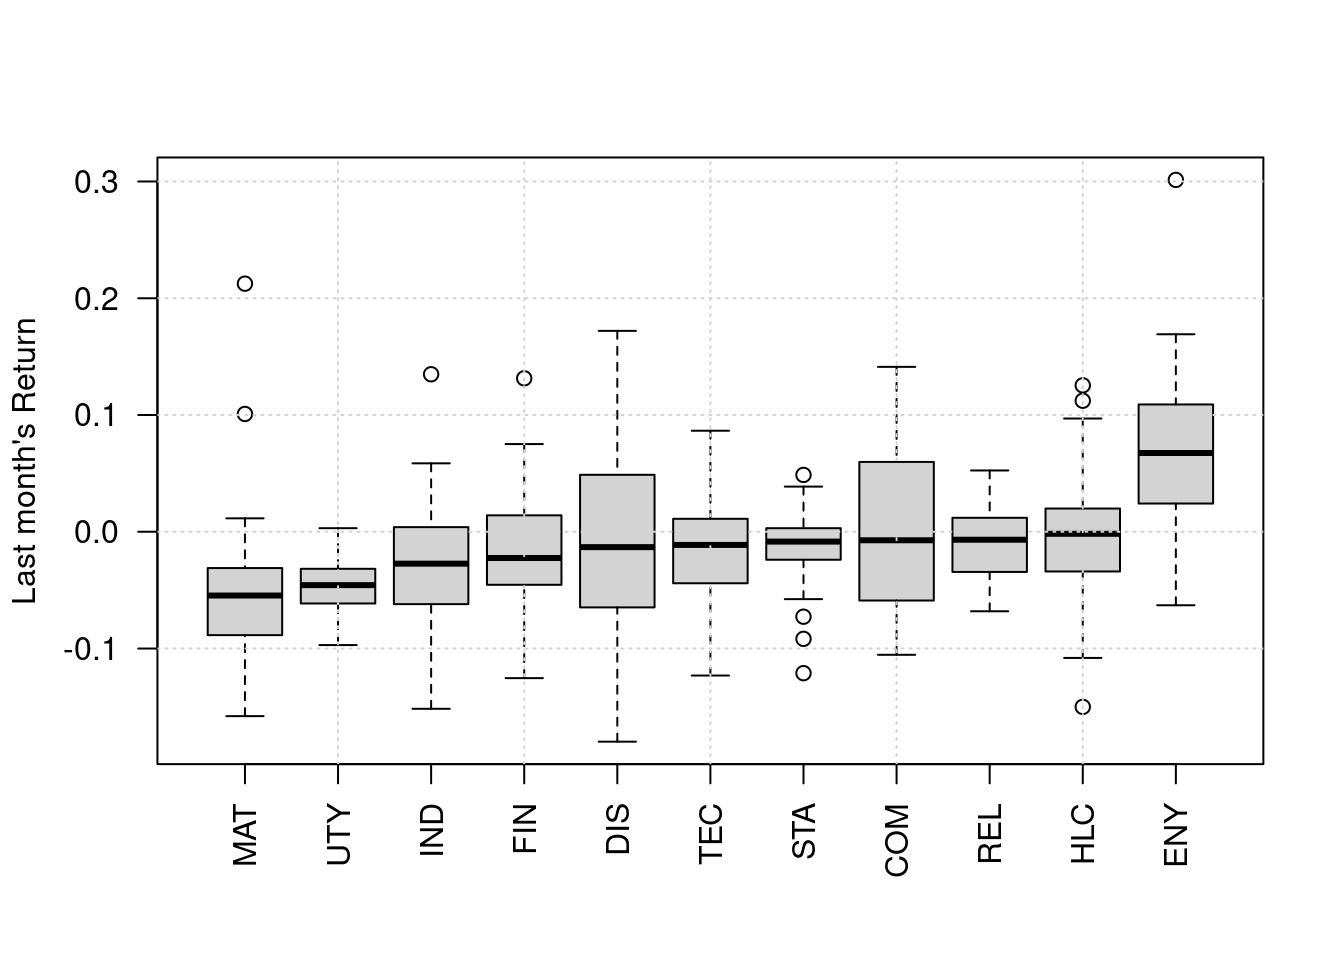 Last month's Return
0.3
0.2
0.1
0.0
-0.1
MAT
UTY
IND
FIN
DIS
TEC
STA
COM
REL
HLC
ENY